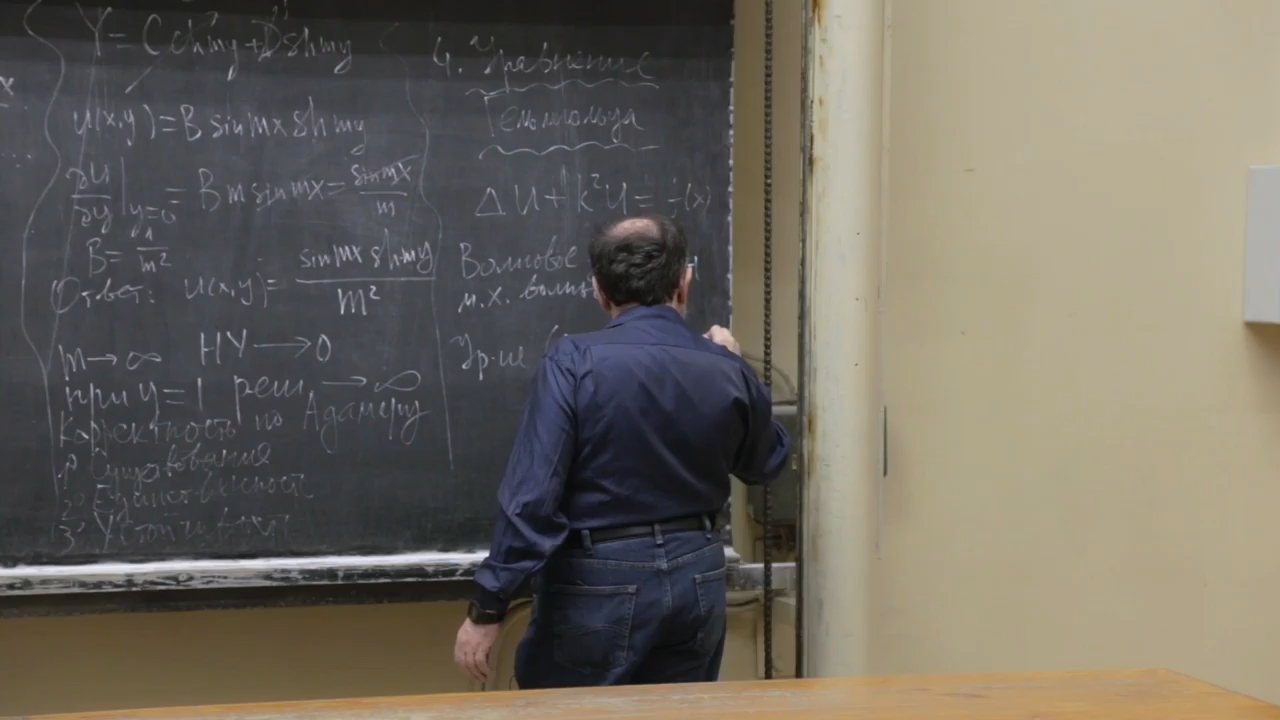 Y = C ch my + D sh my
u(x,y) = B sin mx sh my
∂u/∂y|y=0 = B m sin mx = sin mx/m
B = 1/m²
Ответ: u(x,y) = sin mx sh my/m²
m → ∞ НУ → 0
при y = 1 реш. → ∞
Корректность по Адамеру
1° Существование
2° Единственность
3° Устойчивость
4. Уравнение
Гельмгольца
Δu + k²u = f(x)
Волновое
м.х. волн
Ур-ие